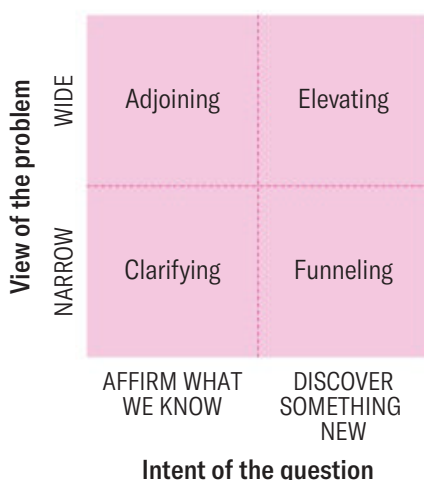 View of the problem
WIDE
Adjoining Elevating
NARROW
Clarifying Funneling
AFFIRM WHAT DISCOVER
WE KNOW SOMETHING
NEW
Intent of the question